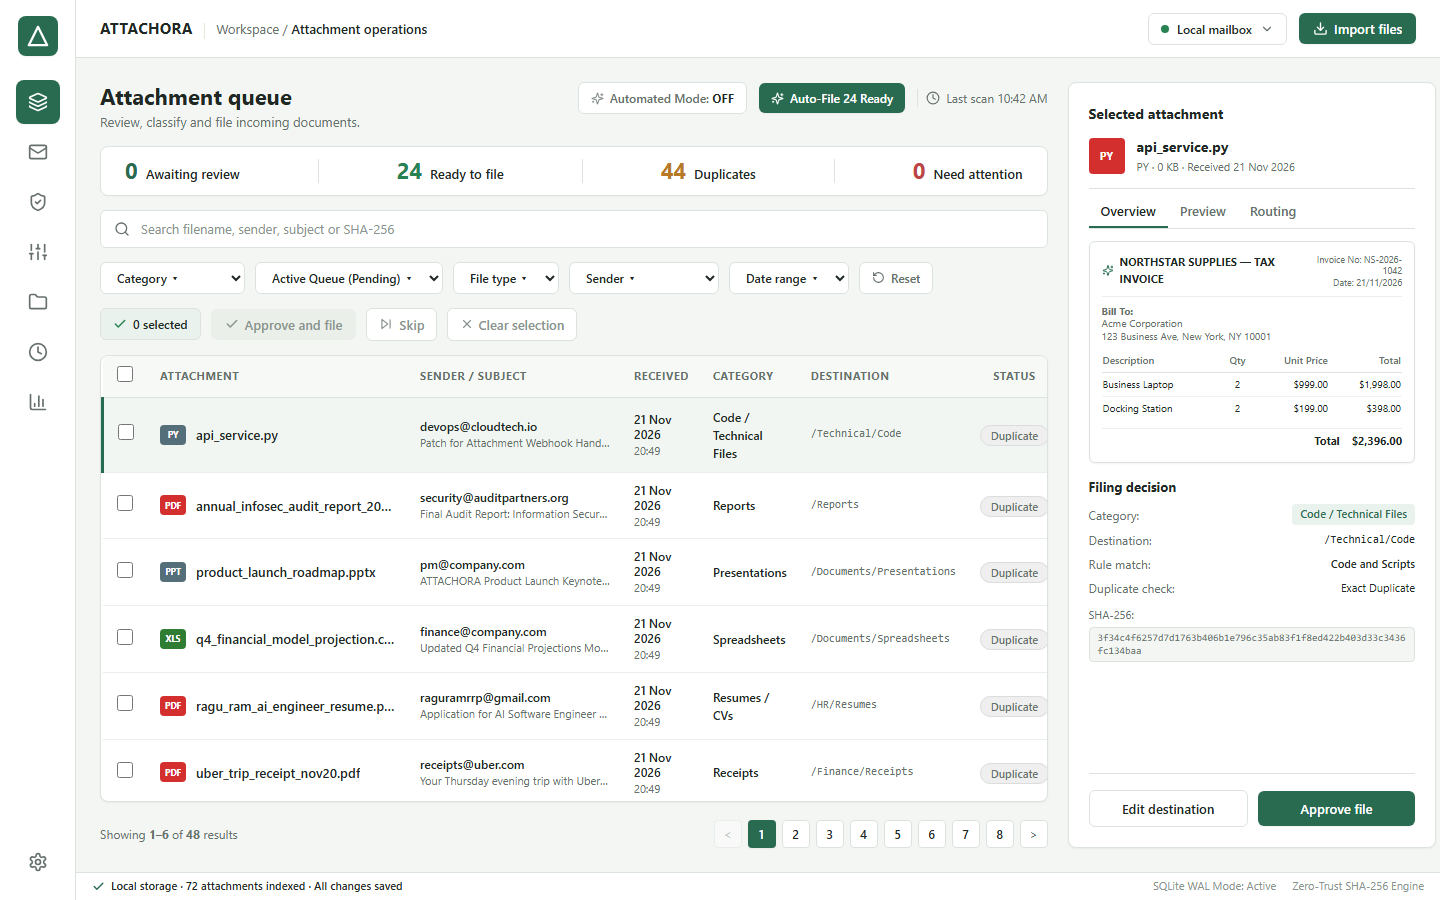 ATTACHORA
Workspace / Attachment operations
Local mailbox
Import files
Attachment queue
Review, classify and file incoming documents.
Automated Mode: OFF
Auto-File 24 Ready
Last scan 10:42 AM
0 Awaiting review
24 Ready to file
44 Duplicates
0 Need attention
Search filename, sender, subject or SHA-256
Category
Active Queue (Pending)
File type
Sender
Date range
Reset
0 selected
Approve and file
Skip
Clear selection
ATTACHMENT SENDER / SUBJECT RECEIVED CATEGORY DESTINATION STATUS
PY api_service.py
devops@cloudtech.io
Patch for Attachment Webhook Hand...
21 Nov
2026
20:49
Code /
Technical
Files
/Technical/Code
Duplicate
PDF annual_infosec_audit_report_20...
security@auditpartners.org
Final Audit Report: Information Secur...
21 Nov
2026
20:49
Reports
/Reports
Duplicate
PPT product_launch_roadmap.pptx
pm@company.com
ATTACHORA Product Launch Keynote...
21 Nov
2026
20:49
Presentations
/Documents/Presentations
Duplicate
XLS q4_financial_model_projection.c...
finance@company.com
Updated Q4 Financial Projections Mo...
21 Nov
2026
20:49
Spreadsheets
/Documents/Spreadsheets
Duplicate
PDF ragu_ram_ai_engineer_resume.p...
raguramrrp@gmail.com
Application for AI Software Engineer ...
21 Nov
2026
20:49
Resumes /
CVs
/HR/Resumes
Duplicate
PDF uber_trip_receipt_nov20.pdf
receipts@uber.com
Your Thursday evening trip with Uber...
21 Nov
2026
20:49
Receipts
/Finance/Receipts
Duplicate
Showing 1–6 of 48 results
< 1 2 3 4 5 6 7 8 >
Selected attachment
PY
api_service.py
PY · 0 KB · Received 21 Nov 2026
Overview Preview Routing
NORTHSTAR SUPPLIES — TAX
INVOICE
Invoice No: NS-2026-
1042
Date: 21/11/2026
Bill To:
Acme Corporation
123 Business Ave, New York, NY 10001
Description Qty Unit Price Total
Business Laptop 2 $999.00 $1,998.00
Docking Station 2 $199.00 $398.00
Total $2,396.00
Filing decision
Category: Code / Technical Files
Destination: /Technical/Code
Rule match: Code and Scripts
Duplicate check: Exact Duplicate
SHA-256:
3f34c4f6257d7d1763b406b1e796c35ab83f1f8ed422b403d33c3436
fc134baa
Edit destination
Approve file
Local storage · 72 attachments indexed · All changes saved
SQLite WAL Mode: Active
Zero-Trust SHA-256 Engine